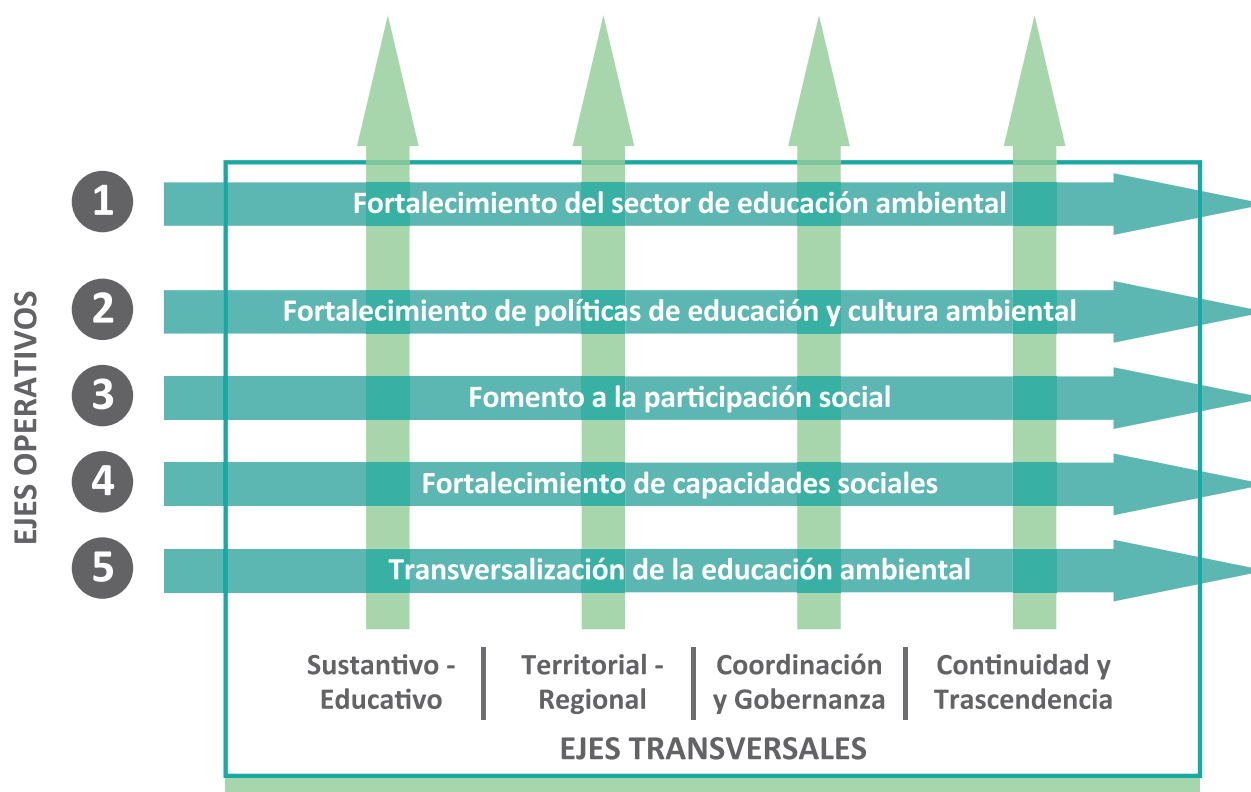 EJES OPERATIVOS
1
Fortalecimiento del sector de educación ambiental
2
Fortalecimiento de políticas de educación y cultura ambiental
3
Fomento a la participación social
4
Fortalecimiento de capacidades sociales
5
Transversalización de la educación ambiental
Sustantivo -
Educativo
Territorial -
Regional
Coordinación
y Gobernanza
Continuidad y
Trascendencia
EJES TRANSVERSALES